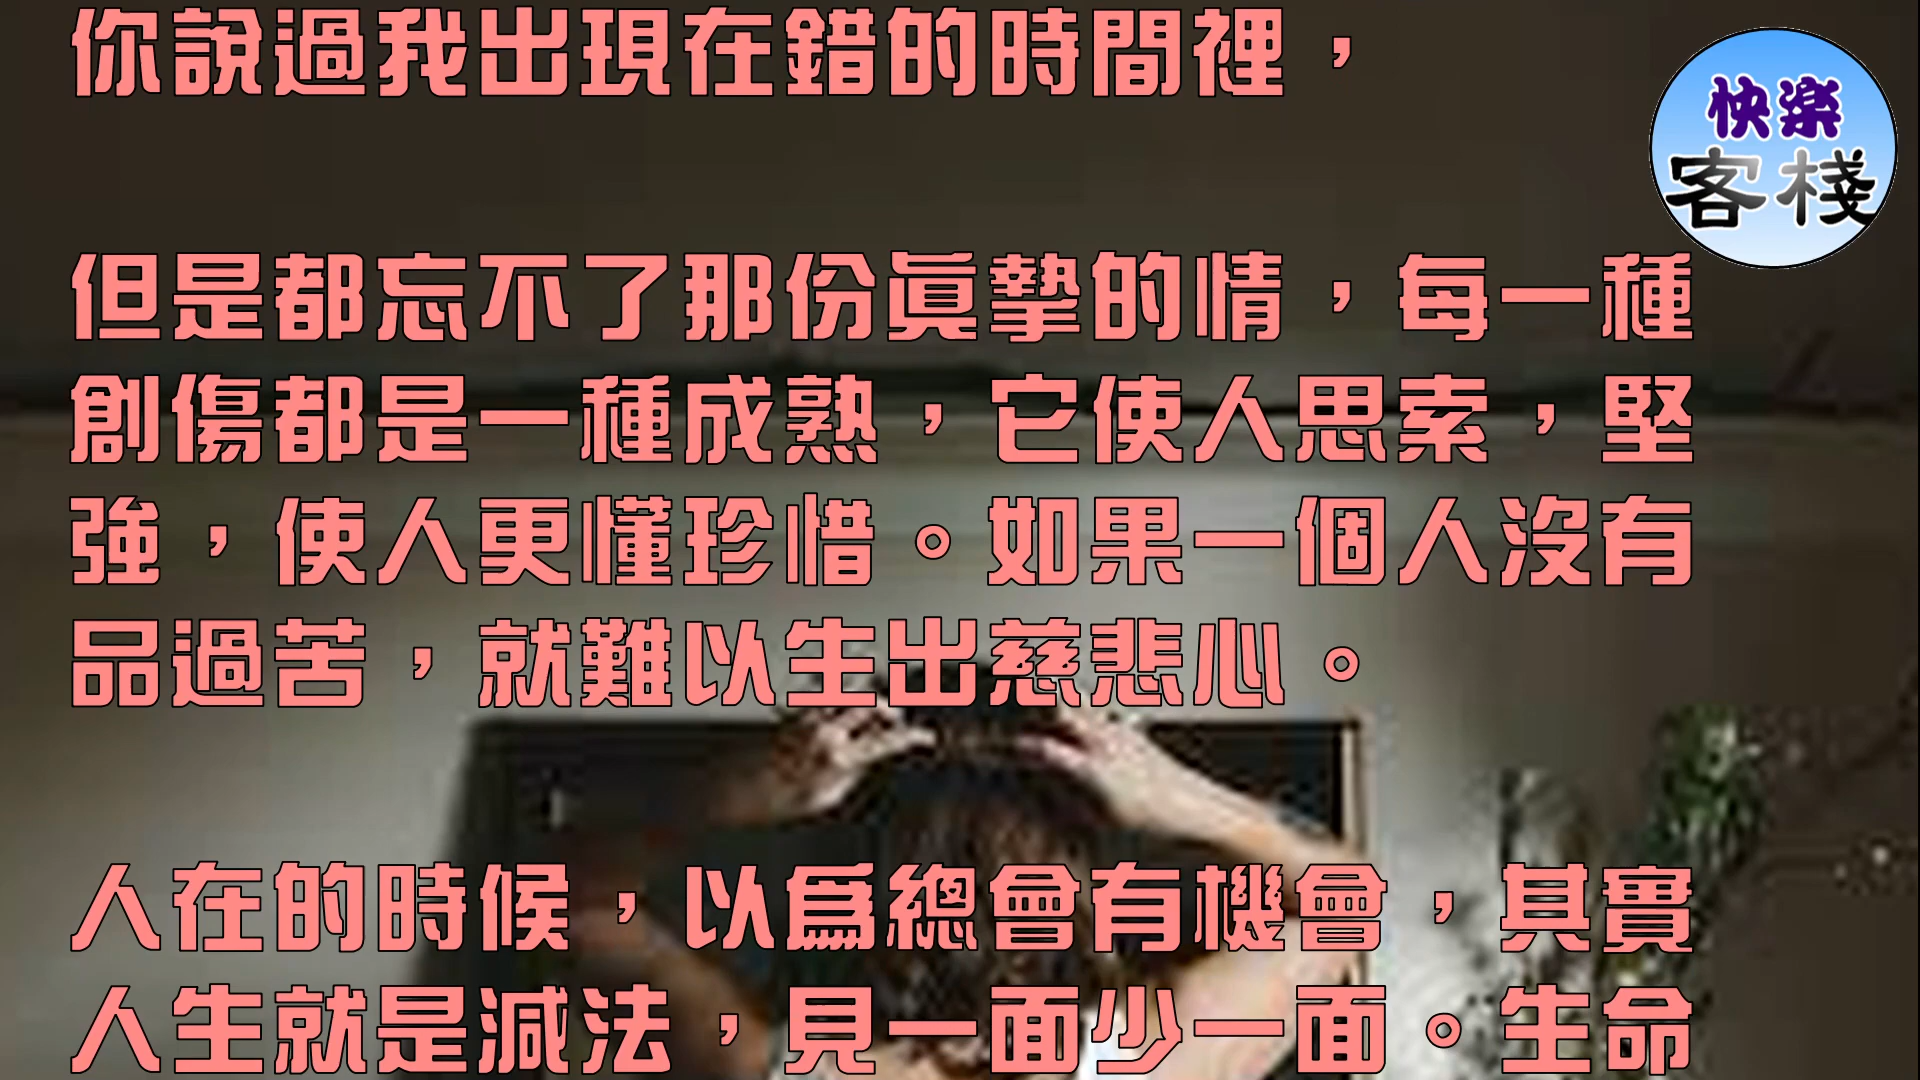 你說過我出現在錯的時間裡，
快樂
客棧
但是都忘不了那份眞摯的情，每一種
創傷都是一種成熟，它使人思索，堅
強，使人更懂珍惜。如果一個人沒有
品過苦，就難以生出慈悲心。
人在的時候，以爲總會有機會，其實
人生就是減法，見一面少一面。生命